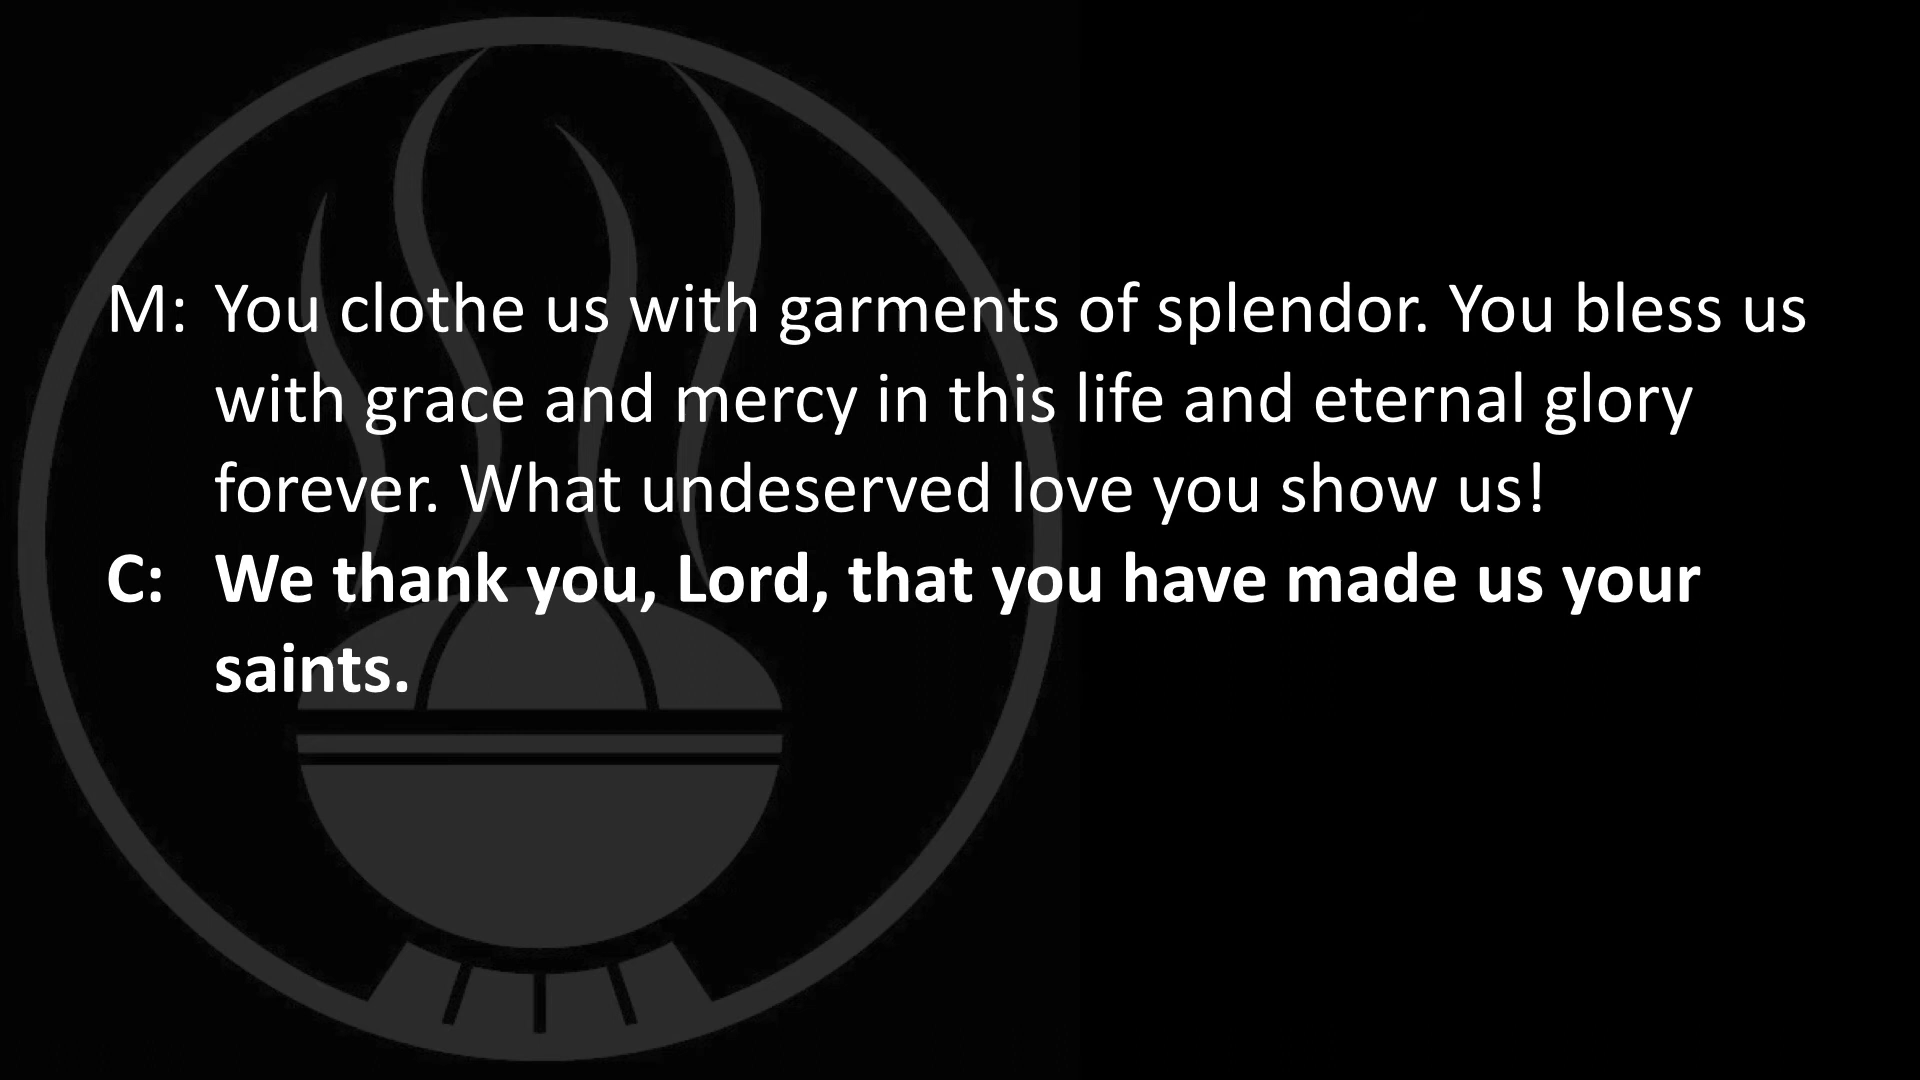 M: You clothe us with garments of splendor. You bless us
with grace and mercy in this life and eternal glory
forever. What undeserved love you show us!
C: We thank you, Lord, that you have made us your
saints.